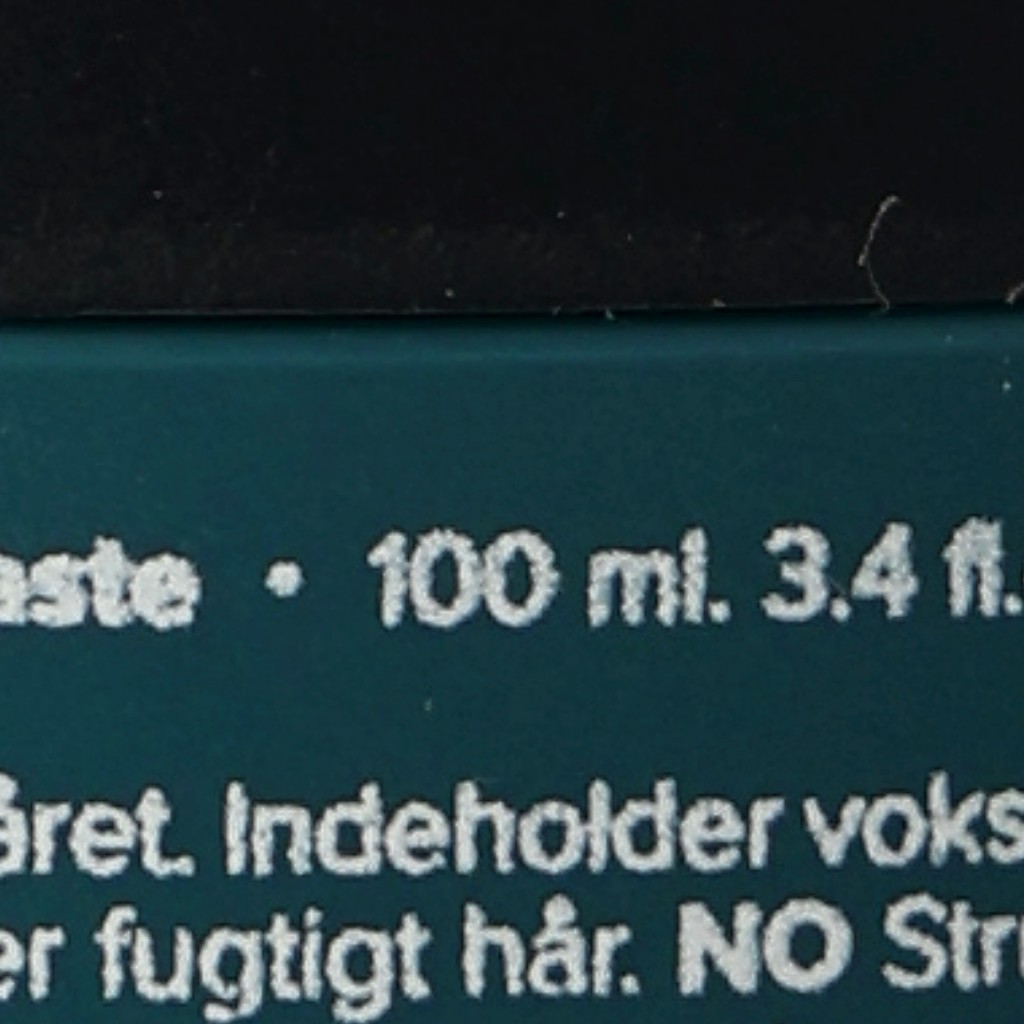 aste • 100 ml. 3.4 fl.
året. Indeholder voks
er fugtigt hår. NO Str